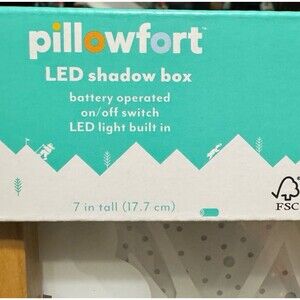 pillowfort™
LED shadow box
battery operated
on/off switch
LED light built in
7 in tall (17.7 cm)
FSC